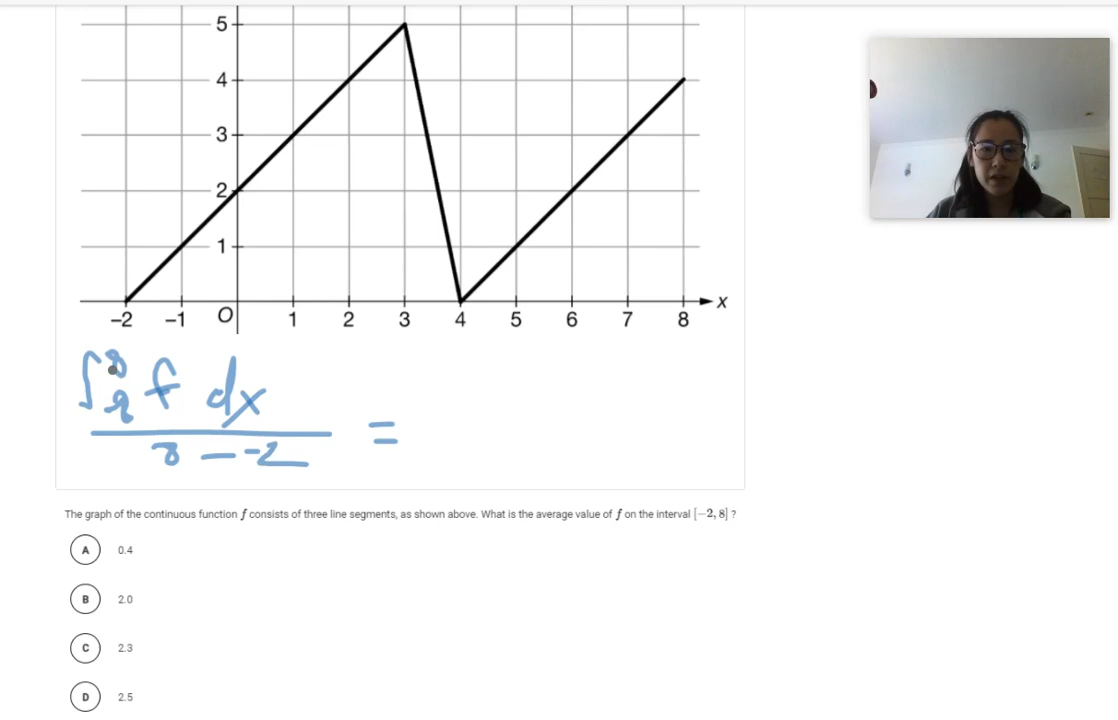 5
4
3
2
1
-2 -1 O 1 2 3 4 5 6 7 8 x
∫ 8 f dx
8 - -2 =
The graph of the continuous function f consists of three line segments, as shown above. What is the average value of f on the interval [−2, 8] ?
A 0.4
B 2.0
C 2.3
D 2.5